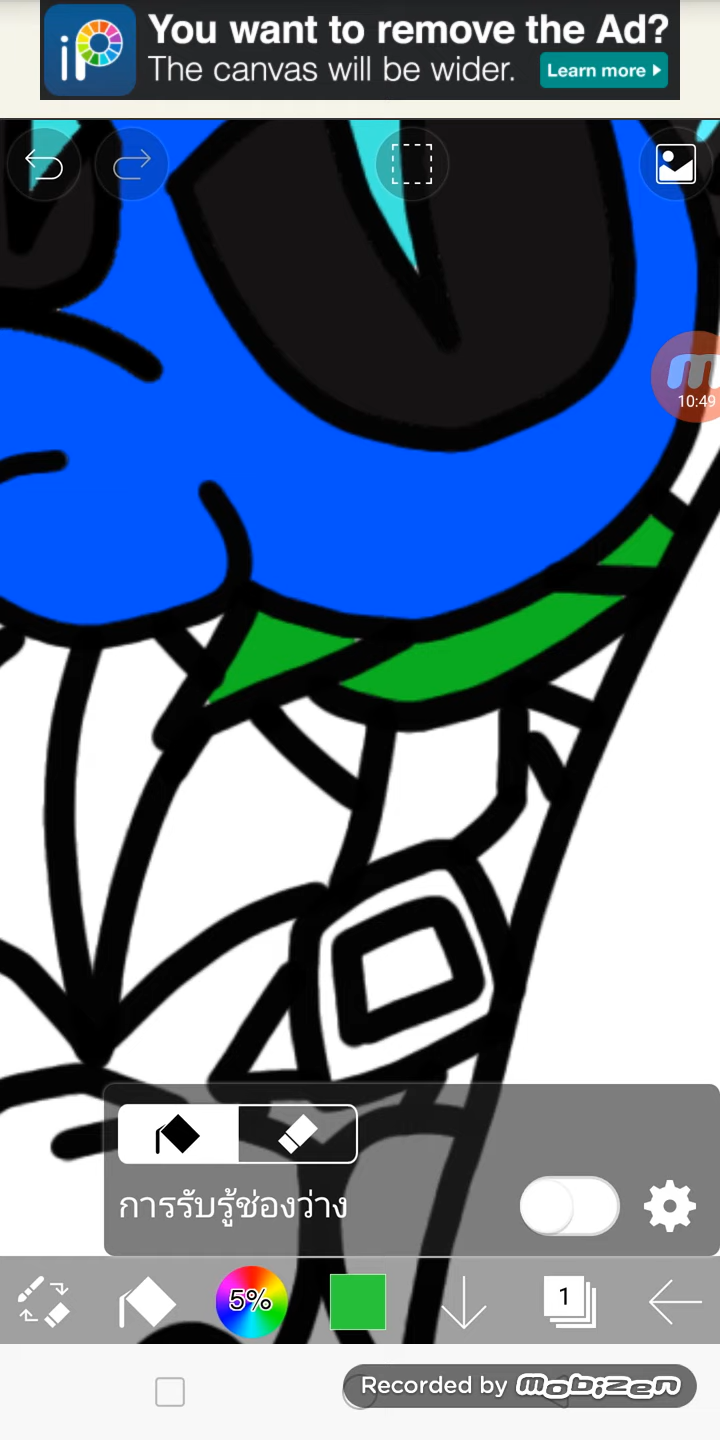 iP
You want to remove the Ad?
The canvas will be wider.
Learn more
m
10:49
การรับรู้ช่องว่าง
5%
1
Recorded by mobizen